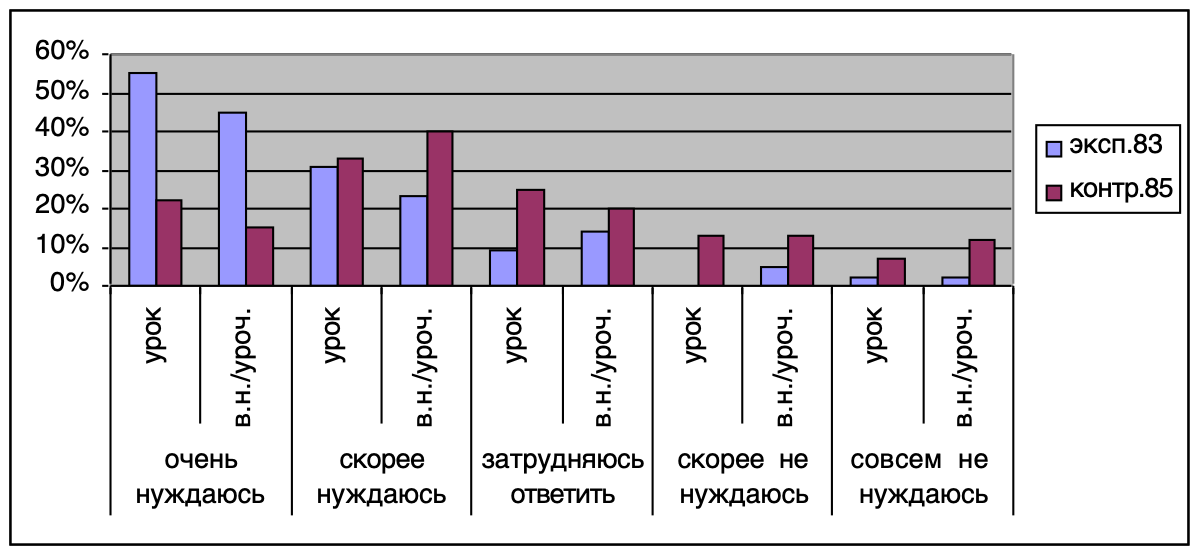 60%
50%
40%
30%
20%
10%
0%
эксп.83
контр.85
урок
в.н./уроч.
урок
в.н./уроч.
урок
в.н./уроч.
урок
в.н./уроч.
урок
в.н./уроч.
очень
нуждаюсь
скорее
нуждаюсь
затрудняюсь
ответить
скорее не
нуждаюсь
совсем не
нуждаюсь